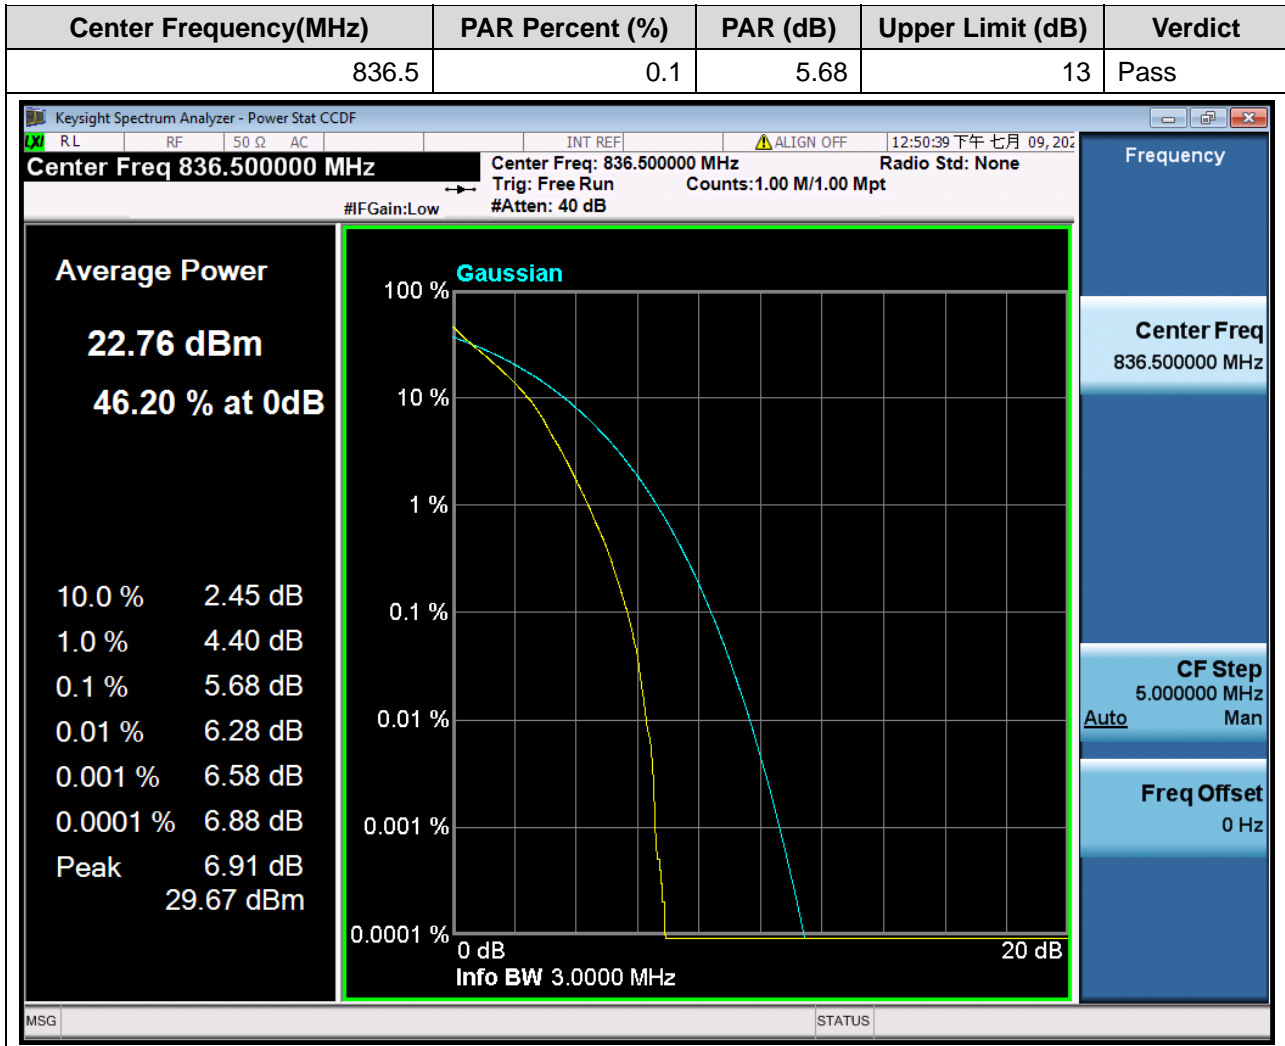 Center Frequency(MHz) PAR Percent (%) PAR (dB) Upper Limit (dB) Verdict
836.5 0.1 5.68 13 Pass
Keysight Spectrum Analyzer - Power Stat CCDF
LXI RL RF 50 Ω AC INT REF ALIGN OFF 12:50:39下午 七月 09, 202
Center Freq 836.500000 MHz
Center Freq: 836.500000 MHz Radio Std: None
Trig: Free Run Counts:1.00 M/1.00 Mpt
#IFGain:Low #Atten: 40 dB
Average Power
22.76 dBm
46.20 % at 0dB
10.0 % 2.45 dB
1.0 % 4.40 dB
0.1 % 5.68 dB
0.01 % 6.28 dB
0.001 % 6.58 dB
0.0001 % 6.88 dB
Peak 6.91 dB
29.67 dBm
Gaussian
100 %
10 %
1 %
0.1 %
0.01 %
0.001 %
0.0001 %
0 dB 20 dB
Info BW 3.0000 MHz
Frequency
Center Freq
836.500000 MHz
CF Step
5.000000 MHz
Auto Man
Freq Offset
0 Hz
MSG STATUS